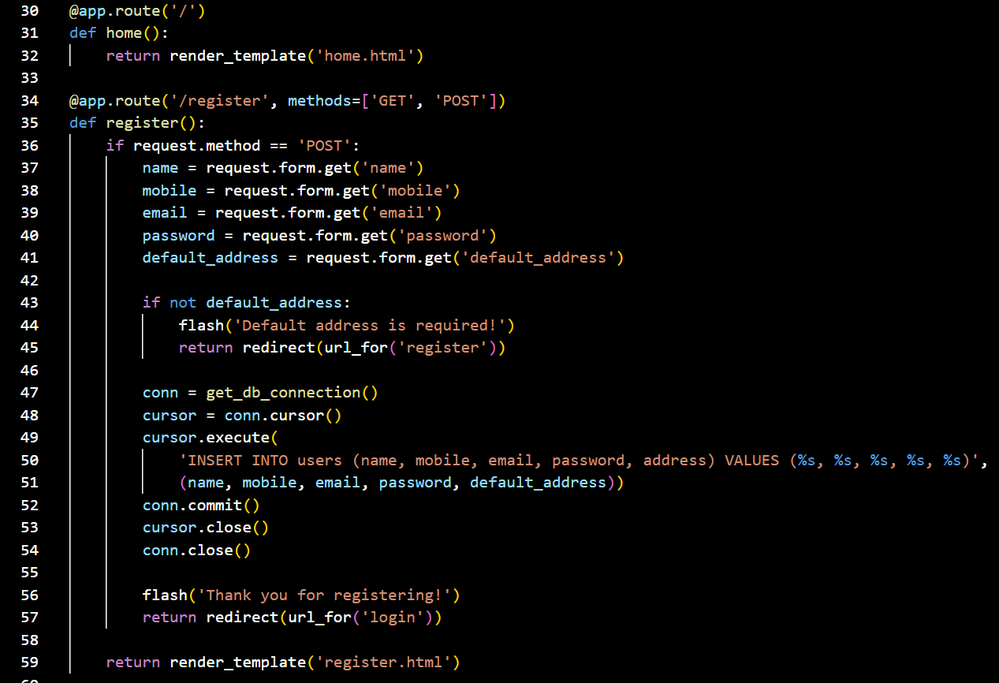 30 @app.route('/')
31 def home():
32     return render_template('home.html')
33
34 @app.route('/register', methods=['GET', 'POST'])
35 def register():
36     if request.method == 'POST':
37         name = request.form.get('name')
38         mobile = request.form.get('mobile')
39         email = request.form.get('email')
40         password = request.form.get('password')
41         default_address = request.form.get('default_address')
42
43         if not default_address:
44             flash('Default address is required!')
45             return redirect(url_for('register'))
46
47         conn = get_db_connection()
48         cursor = conn.cursor()
49         cursor.execute(
50             'INSERT INTO users (name, mobile, email, password, address) VALUES (%s, %s, %s, %s, %s)',
51             (name, mobile, email, password, default_address))
52         conn.commit()
53         cursor.close()
54         conn.close()
55
56         flash('Thank you for registering!')
57         return redirect(url_for('login'))
58
59     return render_template('register.html')